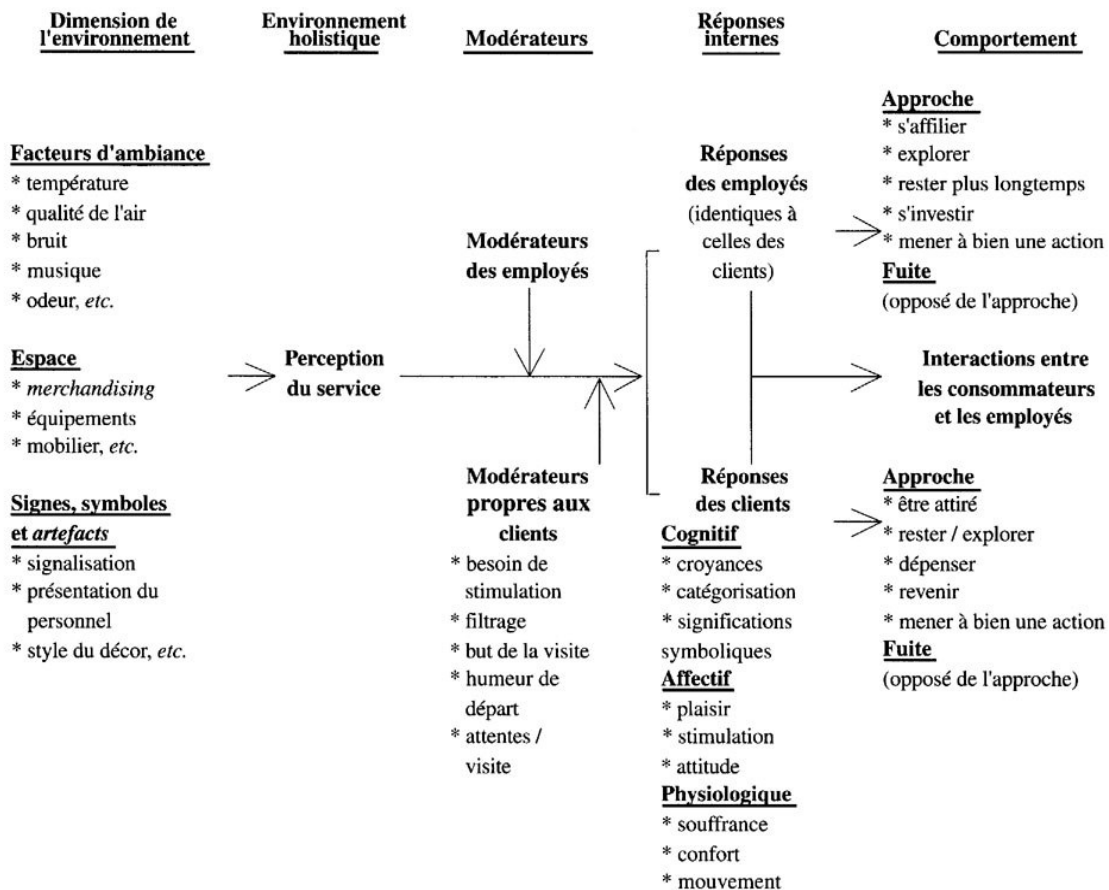 Dimension de
l'environnement
Environnement
holistique
Modérateurs
Réponses
internes
Comportement
Facteurs d'ambiance
* température
* qualité de l'air
* bruit
* musique
* odeur, etc.
Espace
* merchandising
* équipements
* mobilier, etc.
Signes, symboles
et artefacts
* signalisation
* présentation du
personnel
* style du décor, etc.
Perception
du service
Modérateurs
des employés
Modérateurs
propres aux
clients
* besoin de
stimulation
* filtrage
* but de la visite
* humeur de
départ
* attentes /
visite
Réponses
des employés
(identiques à
celles des
clients)
Réponses
des clients
Cognitif
* croyances
* catégorisation
* significations
symboliques
Affectif
* plaisir
* stimulation
* attitude
Physiologique
* souffrance
* confort
* mouvement
Approche
* s'affilier
* explorer
* rester plus longtemps
* s'investir
* mener à bien une action
Fuite
(opposé de l'approche)
Interactions entre
les consommateurs
et les employés
Approche
* être attiré
* rester / explorer
* dépenser
* revenir
* mener à bien une action
Fuite
(opposé de l'approche)